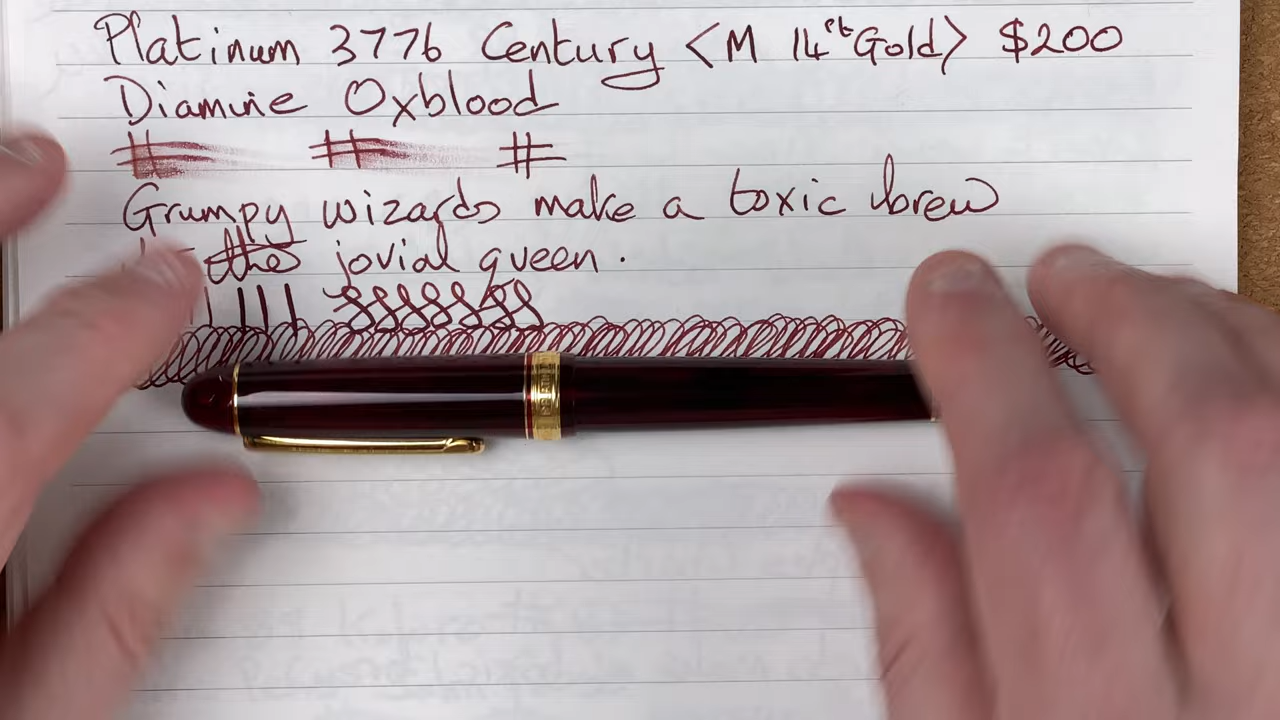 Platinum 3776 Century <M 14ct Gold> $200
Diamine Oxblood
# # #
Grumpy wizards make a toxic brew
the jovial queen.